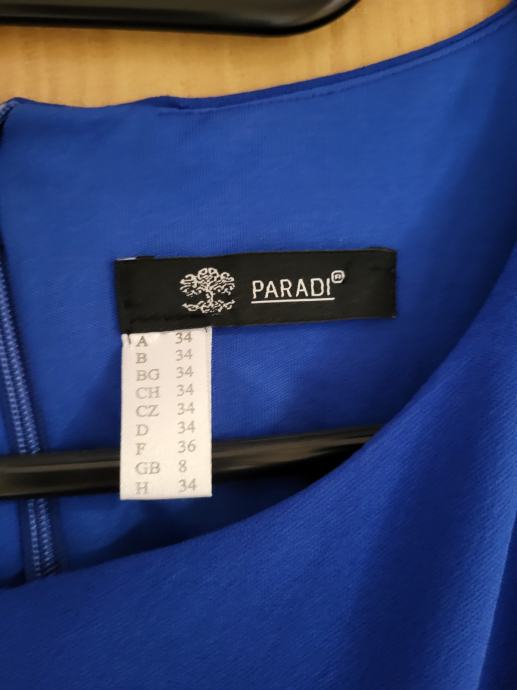 PARADI®
A 34
B 34
BG 34
CH 34
CZ 34
D 34
F 36
GB 8
H 34